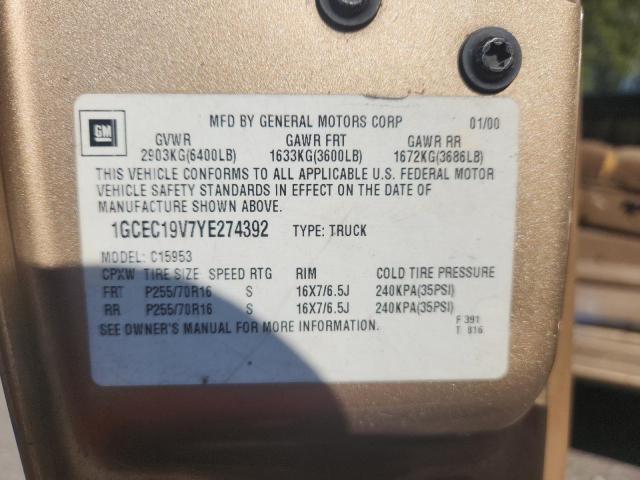 GM
MFD BY GENERAL MOTORS CORP 01/00
GVWR GAWR FRT GAWR RR
2903KG(6400LB) 1633KG(3600LB) 1672KG(3686LB)
THIS VEHICLE CONFORMS TO ALL APPLICABLE U.S. FEDERAL MOTOR
VEHICLE SAFETY STANDARDS IN EFFECT ON THE DATE OF
MANUFACTURE SHOWN ABOVE.
1GCEC19V7YE274392 TYPE: TRUCK
MODEL: C15953
CPXW TIRE SIZE SPEED RTG RIM COLD TIRE PRESSURE
FRT P255/70R16 S 16X7/6.5J 240KPA(35PSI)
RR P255/70R16 S 16X7/6.5J 240KPA(35PSI)
SEE OWNER'S MANUAL FOR MORE INFORMATION.
F 391
T 816